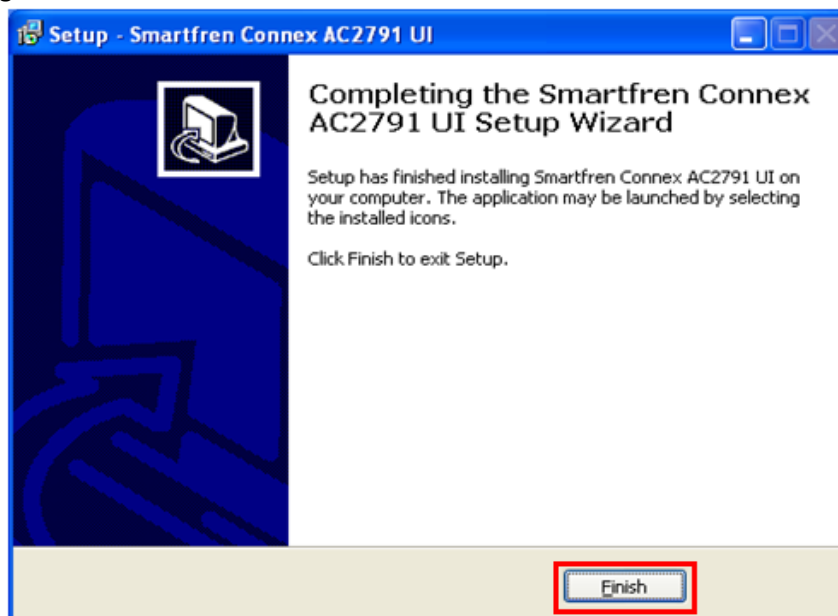 Setup - Smartfren Connex AC2791 UI
Completing the Smartfren Connex
AC2791 UI Setup Wizard
Setup has finished installing Smartfren Connex AC2791 UI on
your computer. The application may be launched by selecting
the installed icons.
Click Finish to exit Setup.
Finish